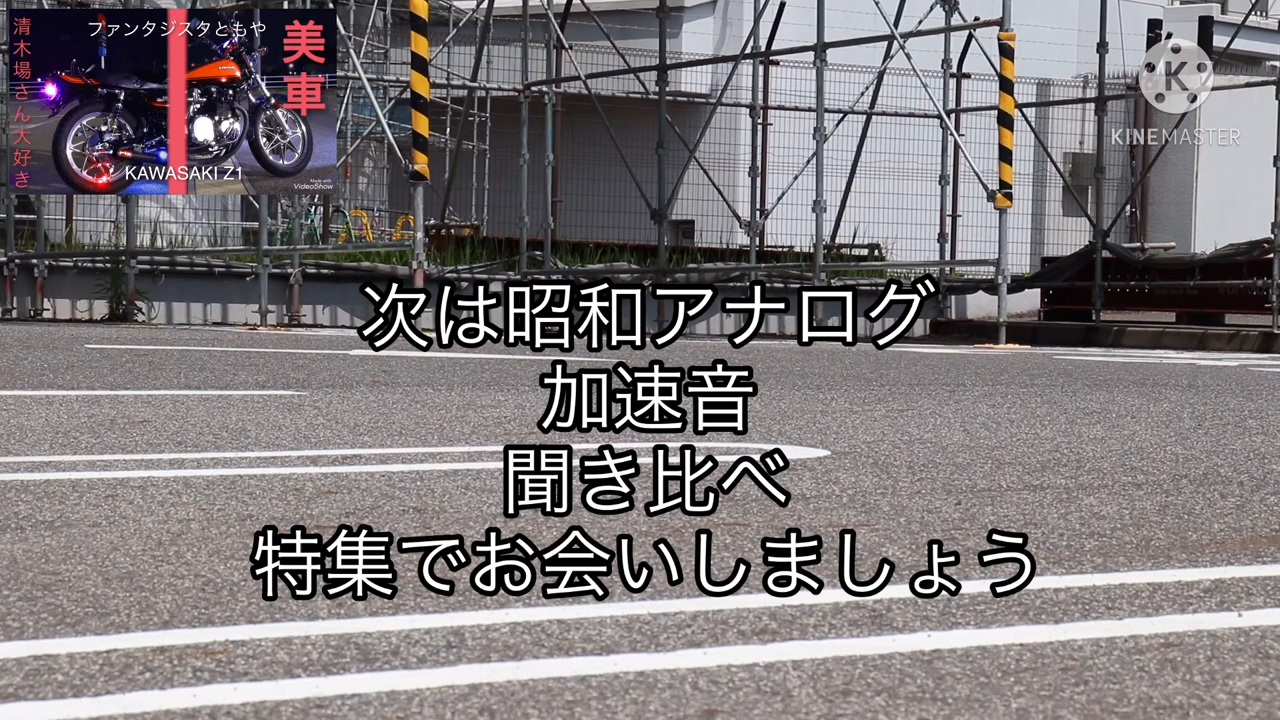 ファンタジスタともや
美車
清木場さん大好き
KAWASAKI Z1
Made with
VideoShow
K
KINEMASTER
次は昭和アナログ
加速音
聞き比べ
特集でお会いしましょう